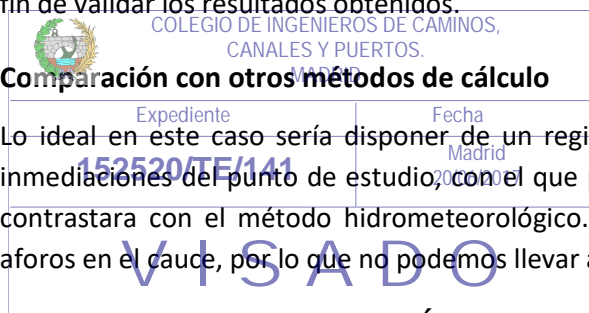 fin de validar los resultados obtenidos.
COLEGIO DE INGENIEROS DE CAMINOS,
CANALES Y PUERTOS.
MADRID
Comparación con otros métodos de cálculo
Expediente Fecha
Lo ideal en este caso sería disponer de un regi
Madrid
152520/TE/141 20/06/2017
inmediaciones del punto de estudio, con el que
contrastara con el método hidrometeorológico.
VISADO
aforos en el cauce, por lo que no podemos llevar a